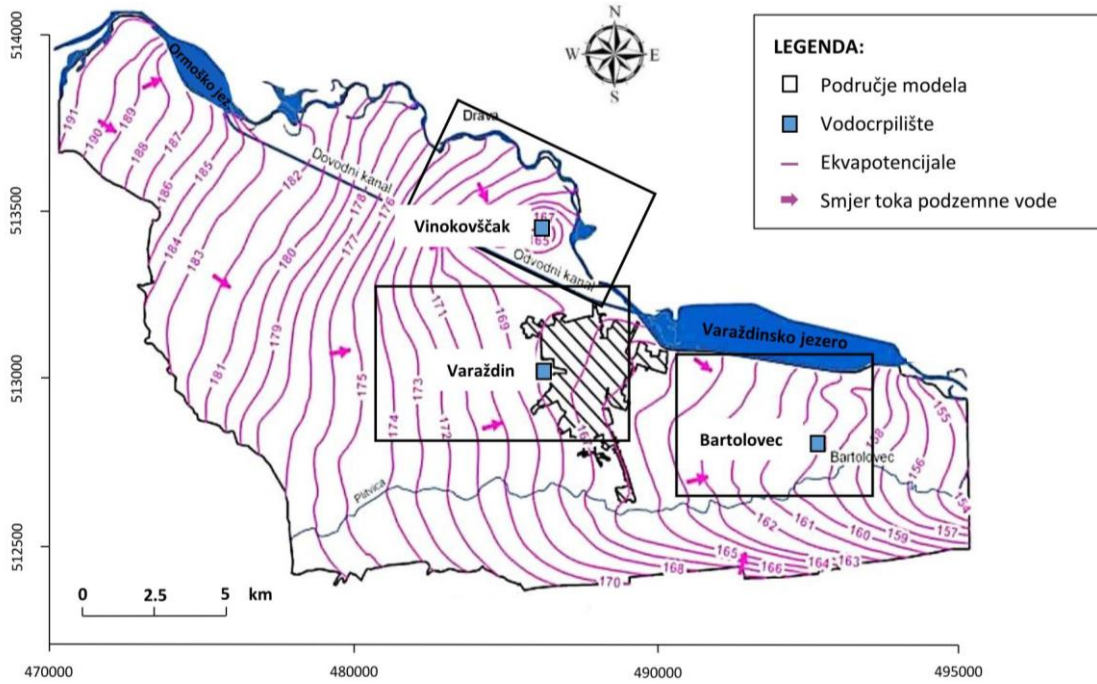 N
W
E
S
LEGENDA:
Područje modela
Vodocrpilište
Ekvapotencijale
Smjer toka podzemne vode
514000
513500
513000
512500
470000
480000
490000
495000
0 2.5 5 km
Ormoško jez.
Drava
Dovodni kanal
Vinokovščak
Odvodni kanal
Varaždinsko jezero
Varaždin
Bartolovec
Bartolovec
Plitvica
191
190
189
188
187
186
185
184
183
182
181
180
179
178
177
176
175
174
173
172
171
169
167
165
170
168
165
166
164
163
162
161
160
159
158
157
156
155
154